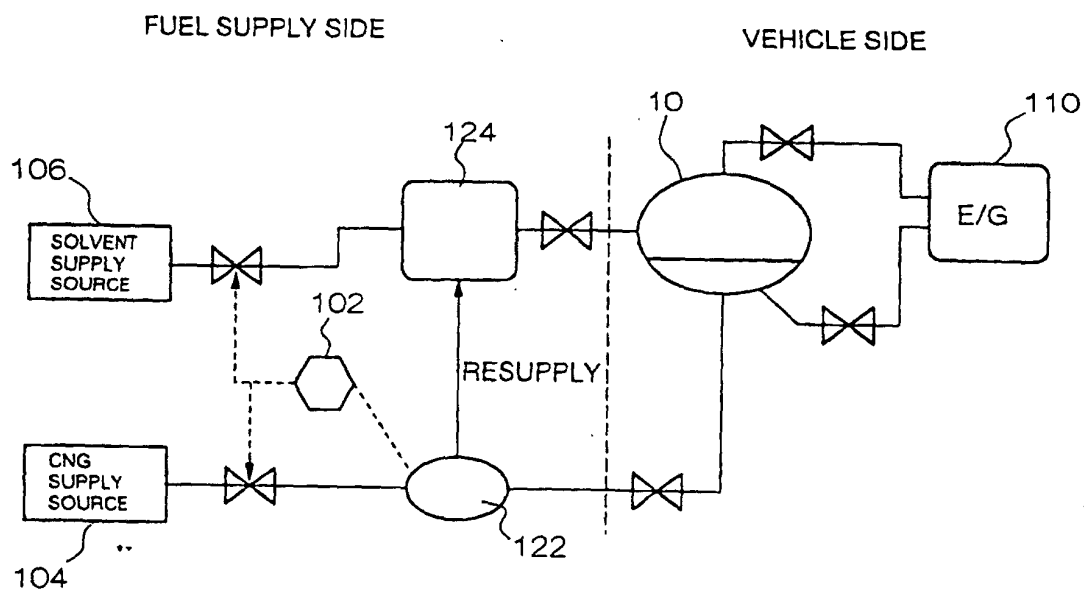 FUEL SUPPLY SIDE
VEHICLE SIDE
10
110
124
106
E/G
SOLVENT
SUPPLY
SOURCE
102
RESUPPLY
CNG
SUPPLY
SOURCE
122
104